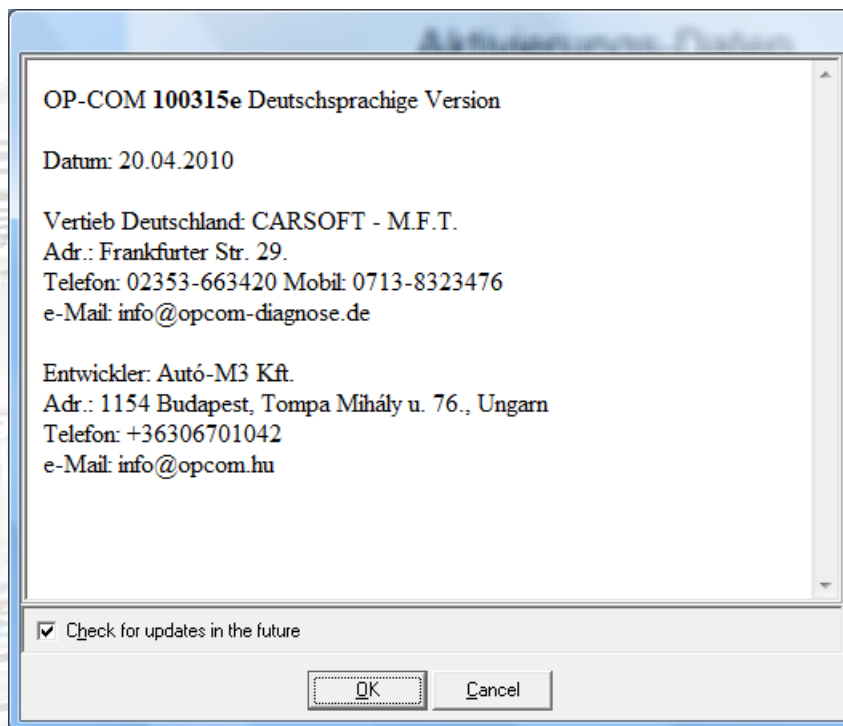 Aktivierungs-Daten
OP-COM 100315e Deutschsprachige Version
Datum: 20.04.2010
Vertieb Deutschland: CARSOFT - M.F.T.
Adr.: Frankfurter Str. 29.
Telefon: 02353-663420 Mobil: 0713-8323476
e-Mail: info@opcom-diagnose.de
Entwickler: Autó-M3 Kft.
Adr.: 1154 Budapest, Tompa Mihály u. 76., Ungarn
Telefon: +36306701042
e-Mail: info@opcom.hu
Check for updates in the future
OK
Cancel